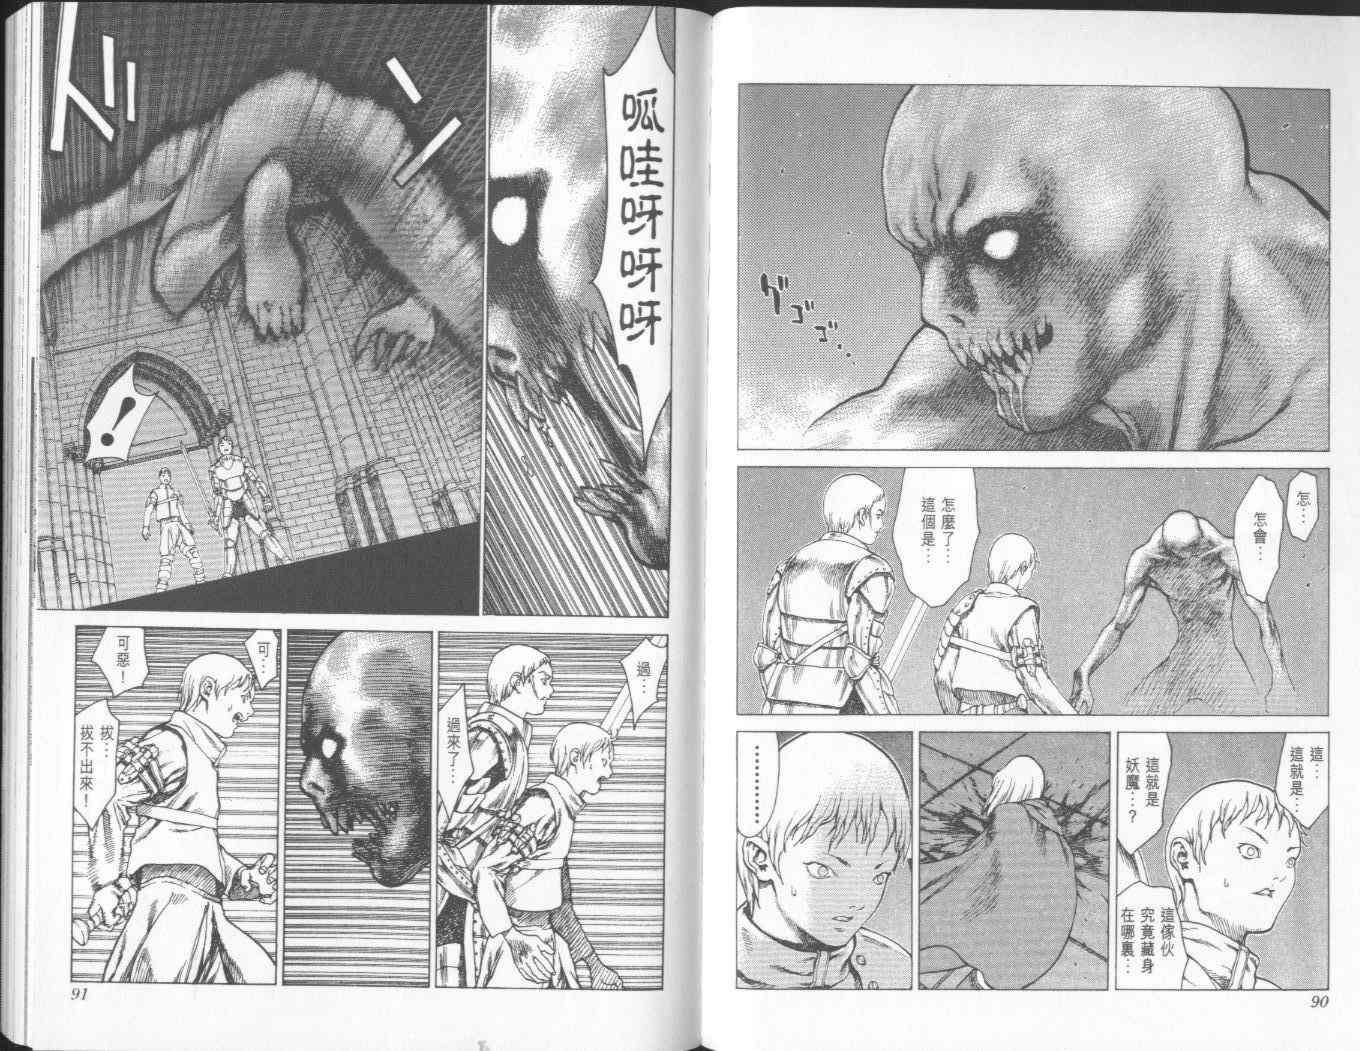 ゲゴゴ‥
怎…
怎會…
怎麼了…
這個是…
這…
這就是…
這就是
妖魔…？
這傢伙
究竟藏身
在哪裏…
…………
90
呱哇呀呀呀
！
過…
過來了…
可…
可惡！
拔…
拔不出來！
91